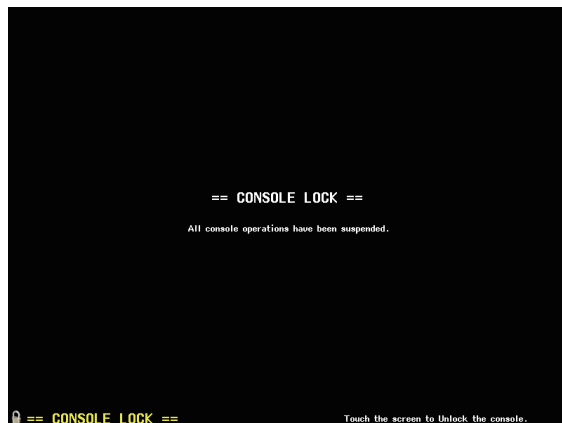 == CONSOLE LOCK ==
All console operations have been suspended.
== CONSOLE LOCK ==
Touch the screen to Unlock the console.